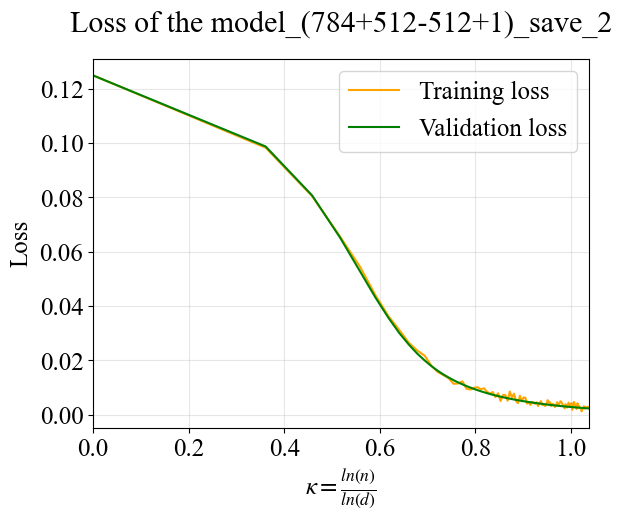 Loss of the model_(784+512-512+1)_save_2
Training loss
Validation loss
0.12
0.10
0.08
0.06
0.04
0.02
0.00
Loss
0.0 0.2 0.4 0.6 0.8 1.0
κ = ln(n)/ln(d)